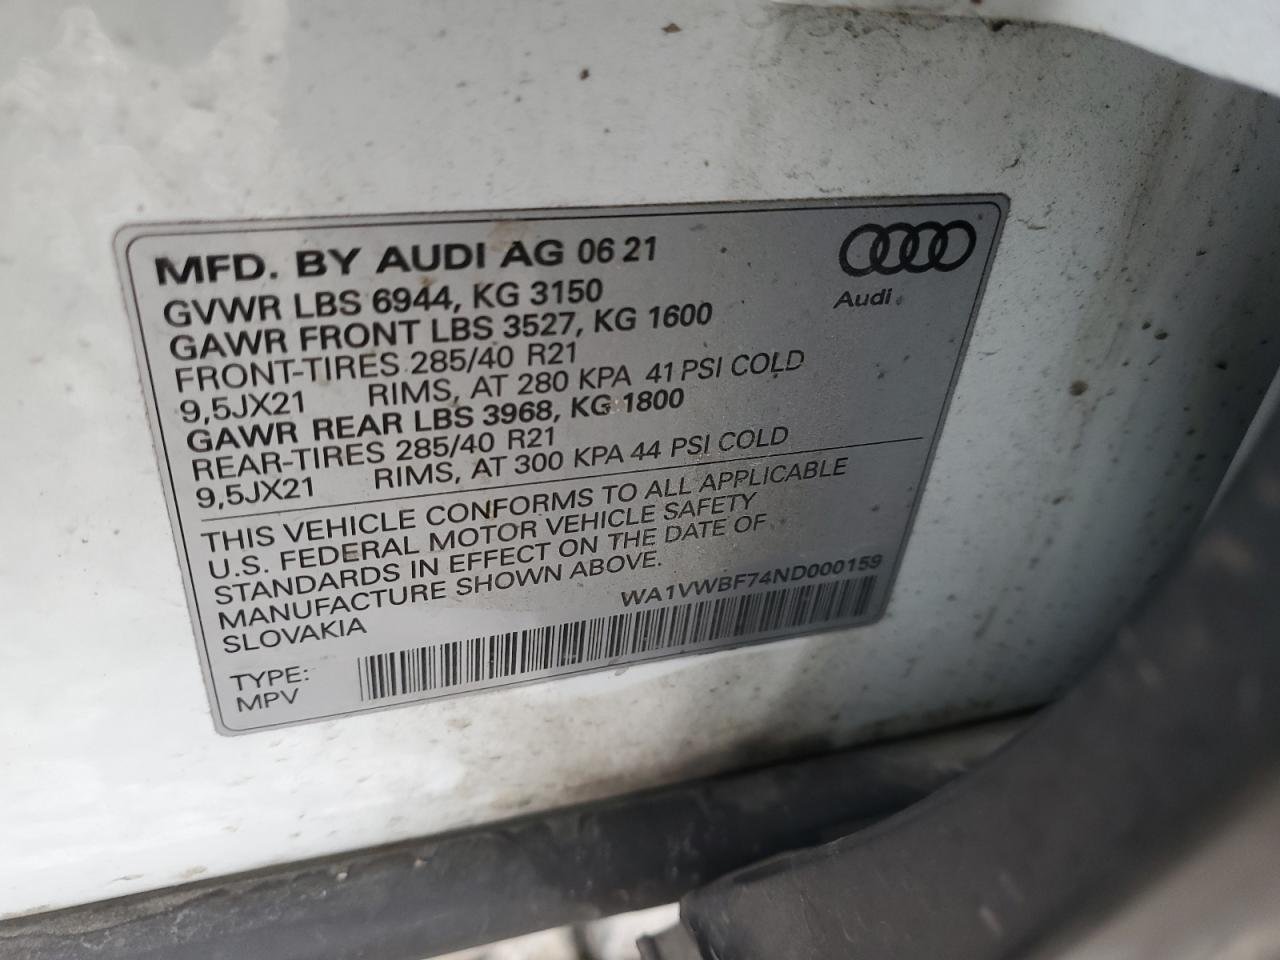 MFD. BY AUDI AG 06 21
Audi
GVWR LBS 6944, KG 3150
GAWR FRONT LBS 3527, KG 1600
FRONT-TIRES 285/40 R21
9,5JX21 RIMS, AT 280 KPA 41 PSI COLD
GAWR REAR LBS 3968, KG 1800
REAR-TIRES 285/40 R21
9,5JX21 RIMS, AT 300 KPA 44 PSI COLD
THIS VEHICLE CONFORMS TO ALL APPLICABLE
U.S. FEDERAL MOTOR VEHICLE SAFETY
STANDARDS IN EFFECT ON THE DATE OF
MANUFACTURE SHOWN ABOVE.
SLOVAKIA
WA1VWBF74ND000159
TYPE:
MPV